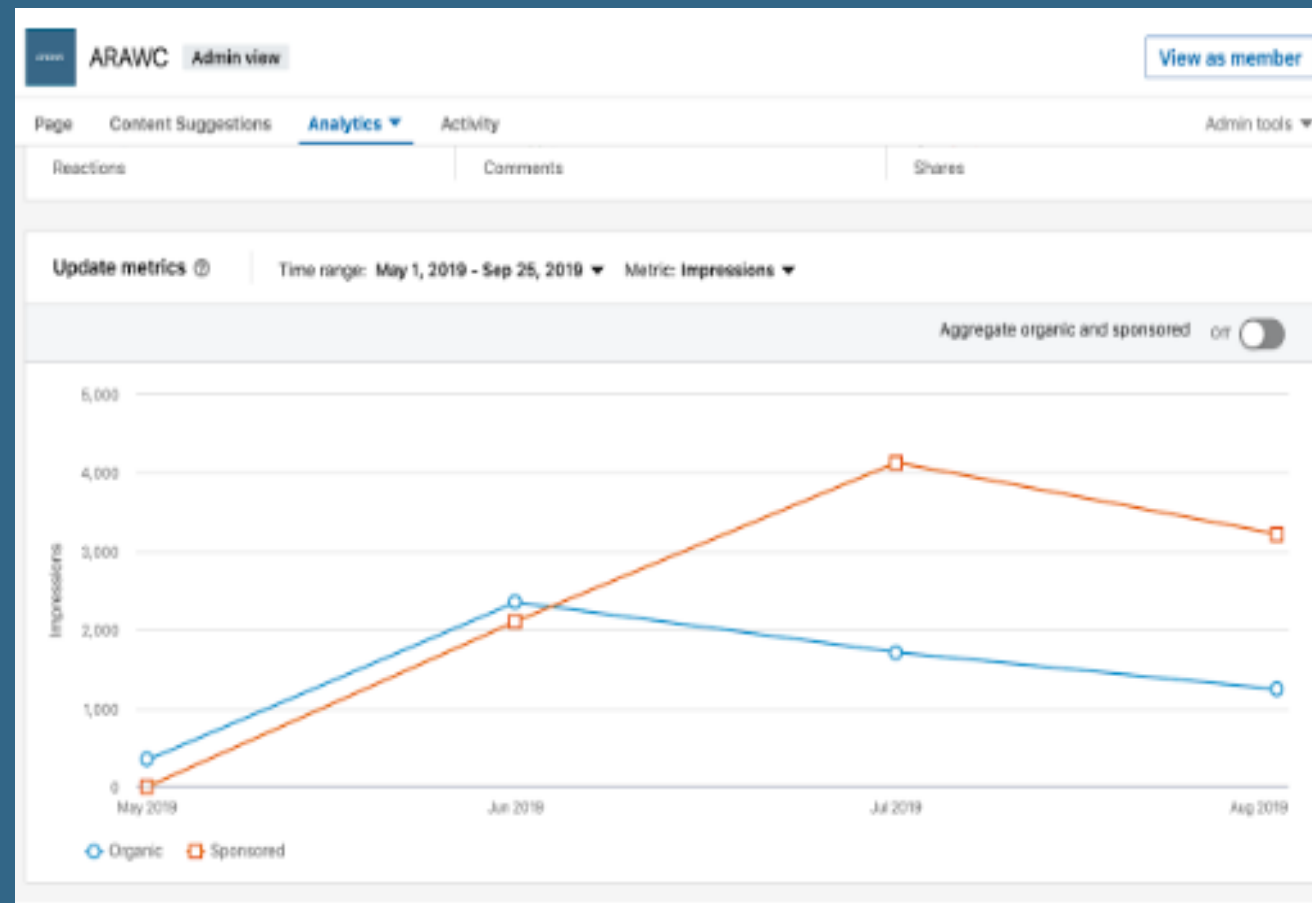 ARAWC Admin view View as member
Page Content Suggestions Analytics Activity Admin tools
Reactions Comments Shares
Update metrics Time range: May 1, 2019 - Sep 25, 2019 Metric: Impressions
Aggregate organic and sponsored Off
5,000
4,000
3,000
2,000
1,000
0
Impressions
May 2019 Jun 2019 Jul 2019 Aug 2019
Organic Sponsored